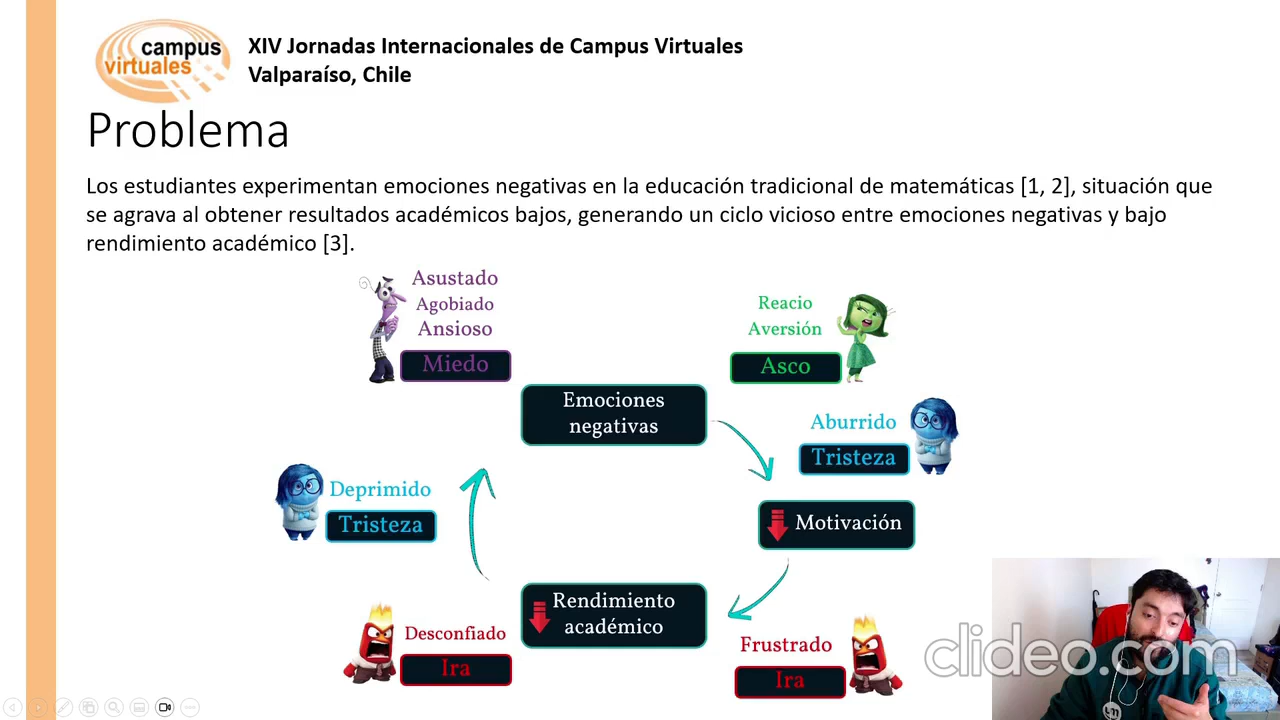 campus
virtuales
XIV Jornadas Internacionales de Campus Virtuales
Valparaíso, Chile
Problema
Los estudiantes experimentan emociones negativas en la educación tradicional de matemáticas [1, 2], situación que
se agrava al obtener resultados académicos bajos, generando un ciclo vicioso entre emociones negativas y bajo
rendimiento académico [3].
Asustado
Agobiado
Ansioso
Miedo
Reacio
Aversión
Asco
Emociones
negativas
Aburrido
Tristeza
Deprimido
Tristeza
Motivación
Rendimiento
académico
Desconfiado
Ira
Frustrado
Ira
clideo.com